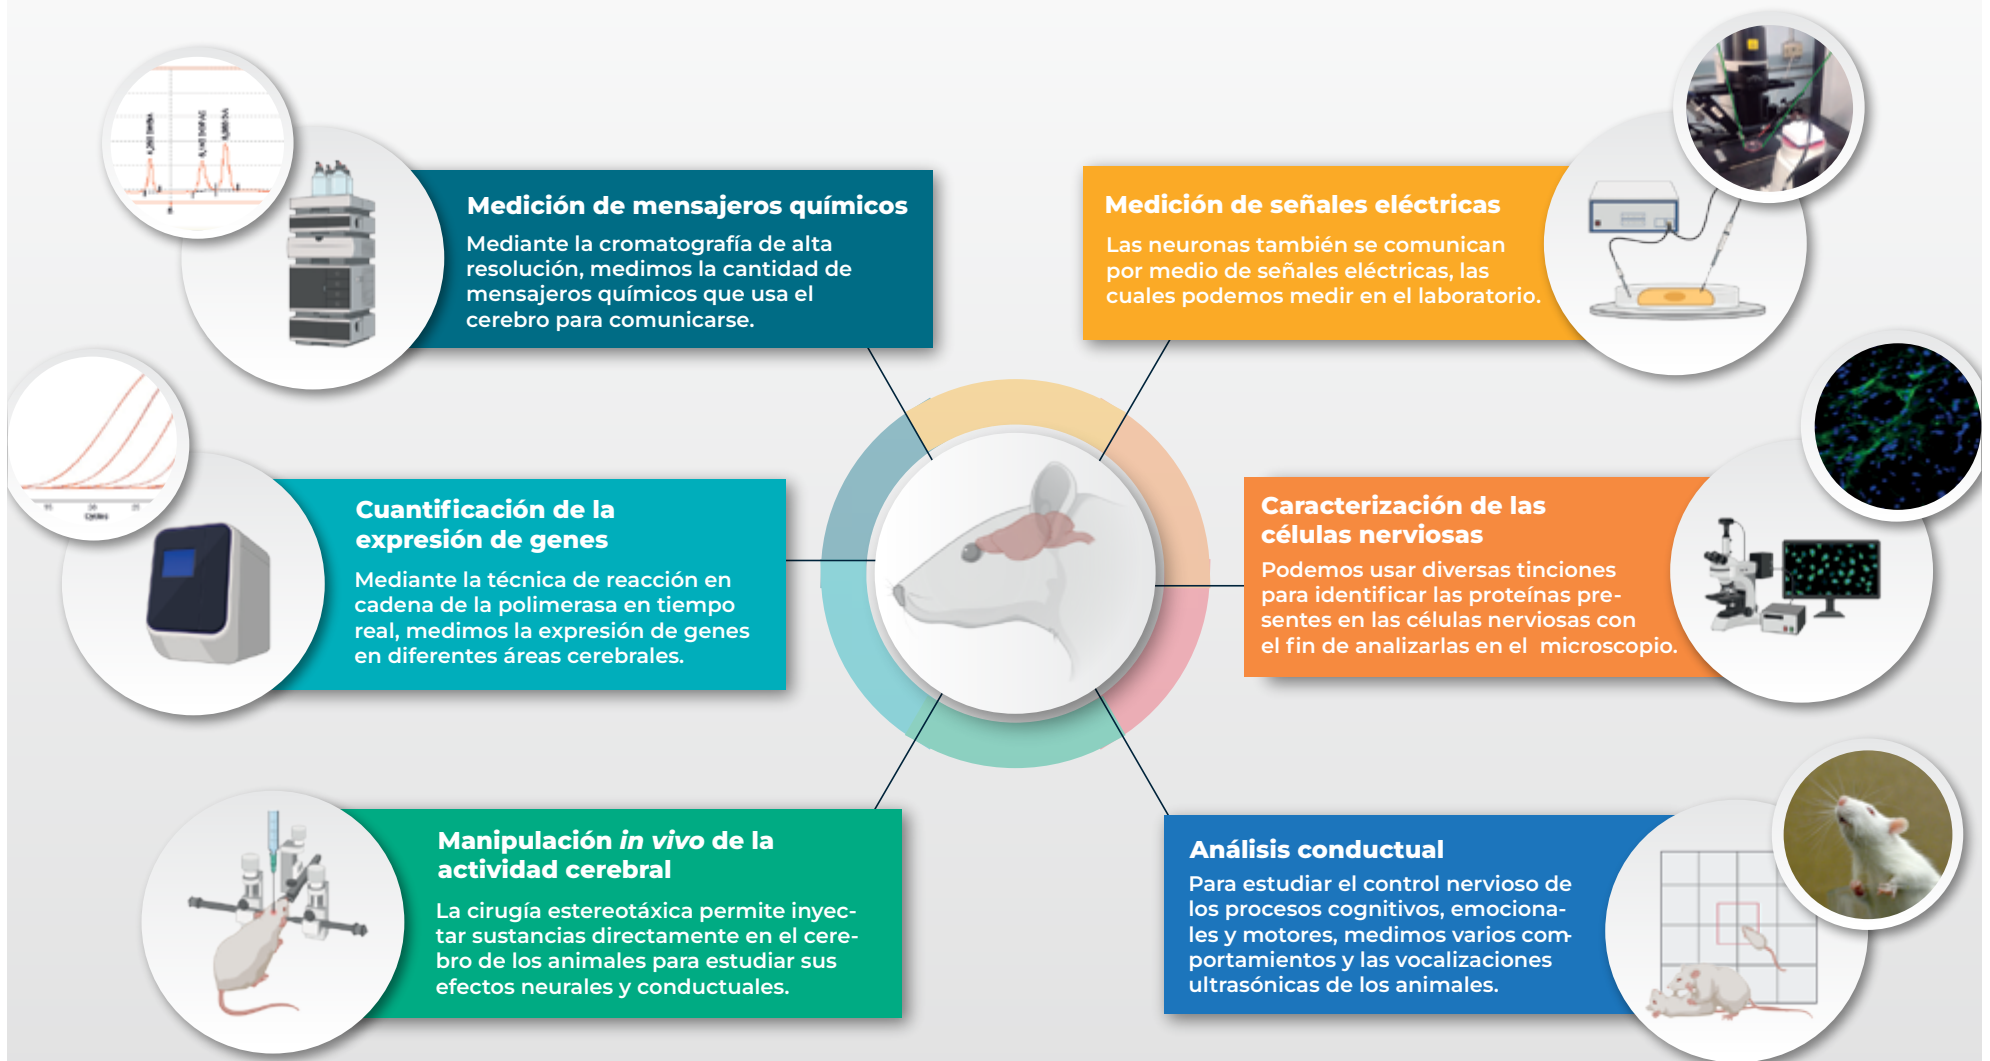 Medición de mensajeros químicos
Mediante la cromatografía de alta
resolución, medimos la cantidad de
mensajeros químicos que usa el
cerebro para comunicarse.
Medición de señales eléctricas
Las neuronas también se comunican
por medio de señales eléctricas, las
cuales podemos medir en el laboratorio.
Cuantificación de la
expresión de genes
Mediante la técnica de reacción en
cadena de la polimerasa en tiempo
real, medimos la expresión de genes
en diferentes áreas cerebrales.
Cycles
Caracterización de las
células nerviosas
Podemos usar diversas tinciones
para identificar las proteínas pre-
sentes en las células nerviosas con
el fin de analizarlas en el microscopio.
Manipulación in vivo de la
actividad cerebral
La cirugía estereotáxica permite inyec-
tar sustancias directamente en el cere-
bro de los animales para estudiar sus
efectos neurales y conductuales.
Análisis conductual
Para estudiar el control nervioso de
los procesos cognitivos, emociona-
les y motores, medimos varios com-
portamientos y las vocalizaciones
ultrasónicas de los animales.